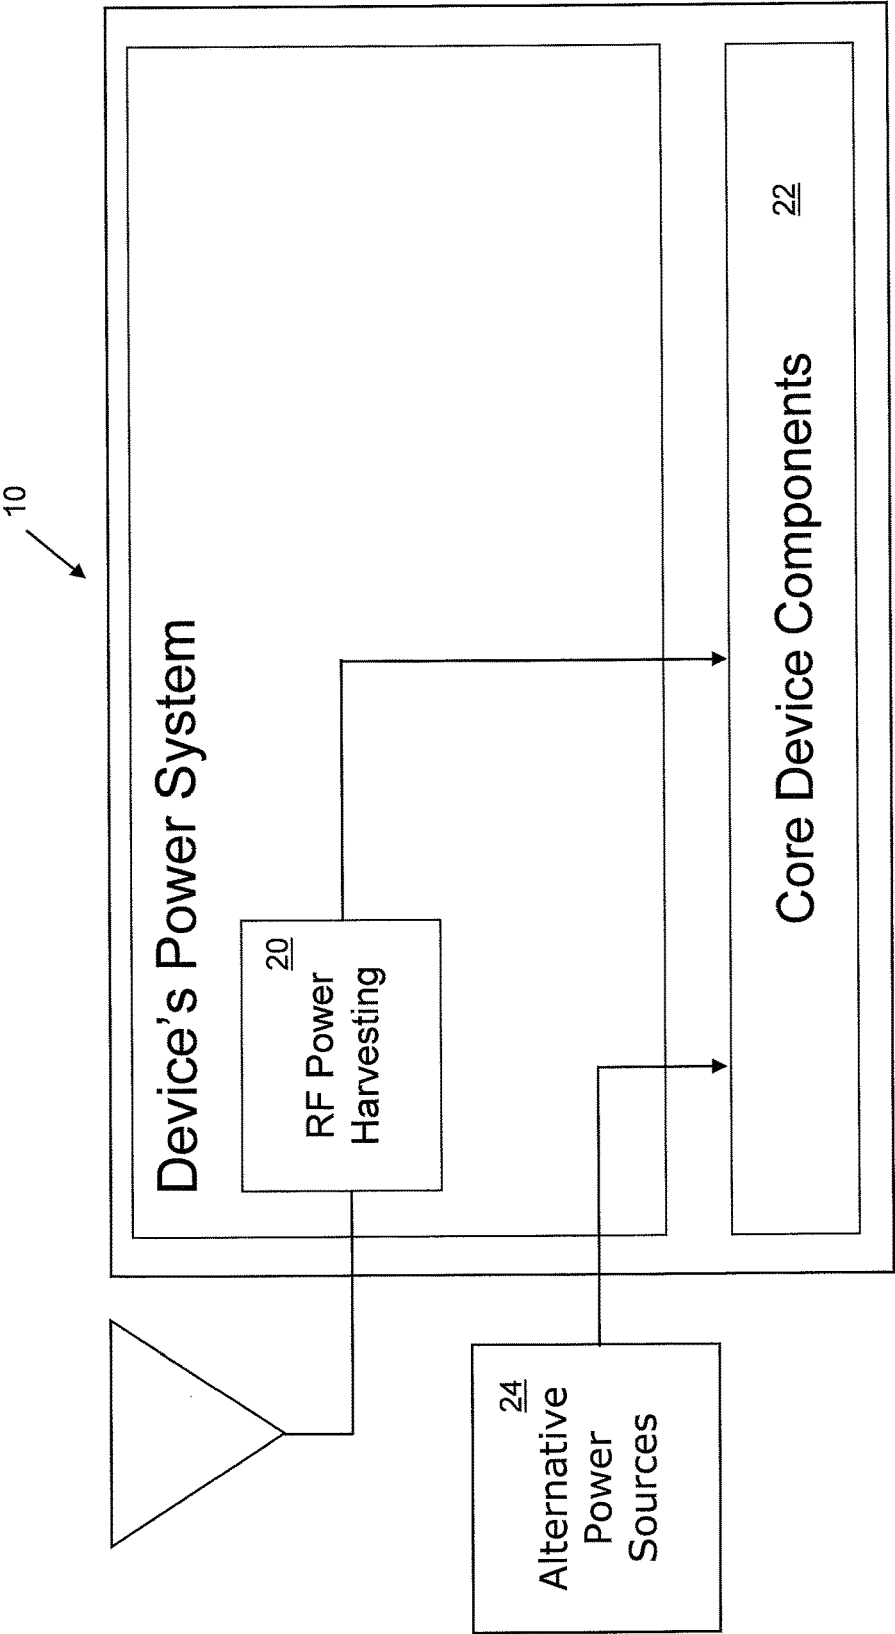 10
Device's Power System
20
RF Power
Harvesting
Core Device Components
22
24
Alternative
Power
Sources